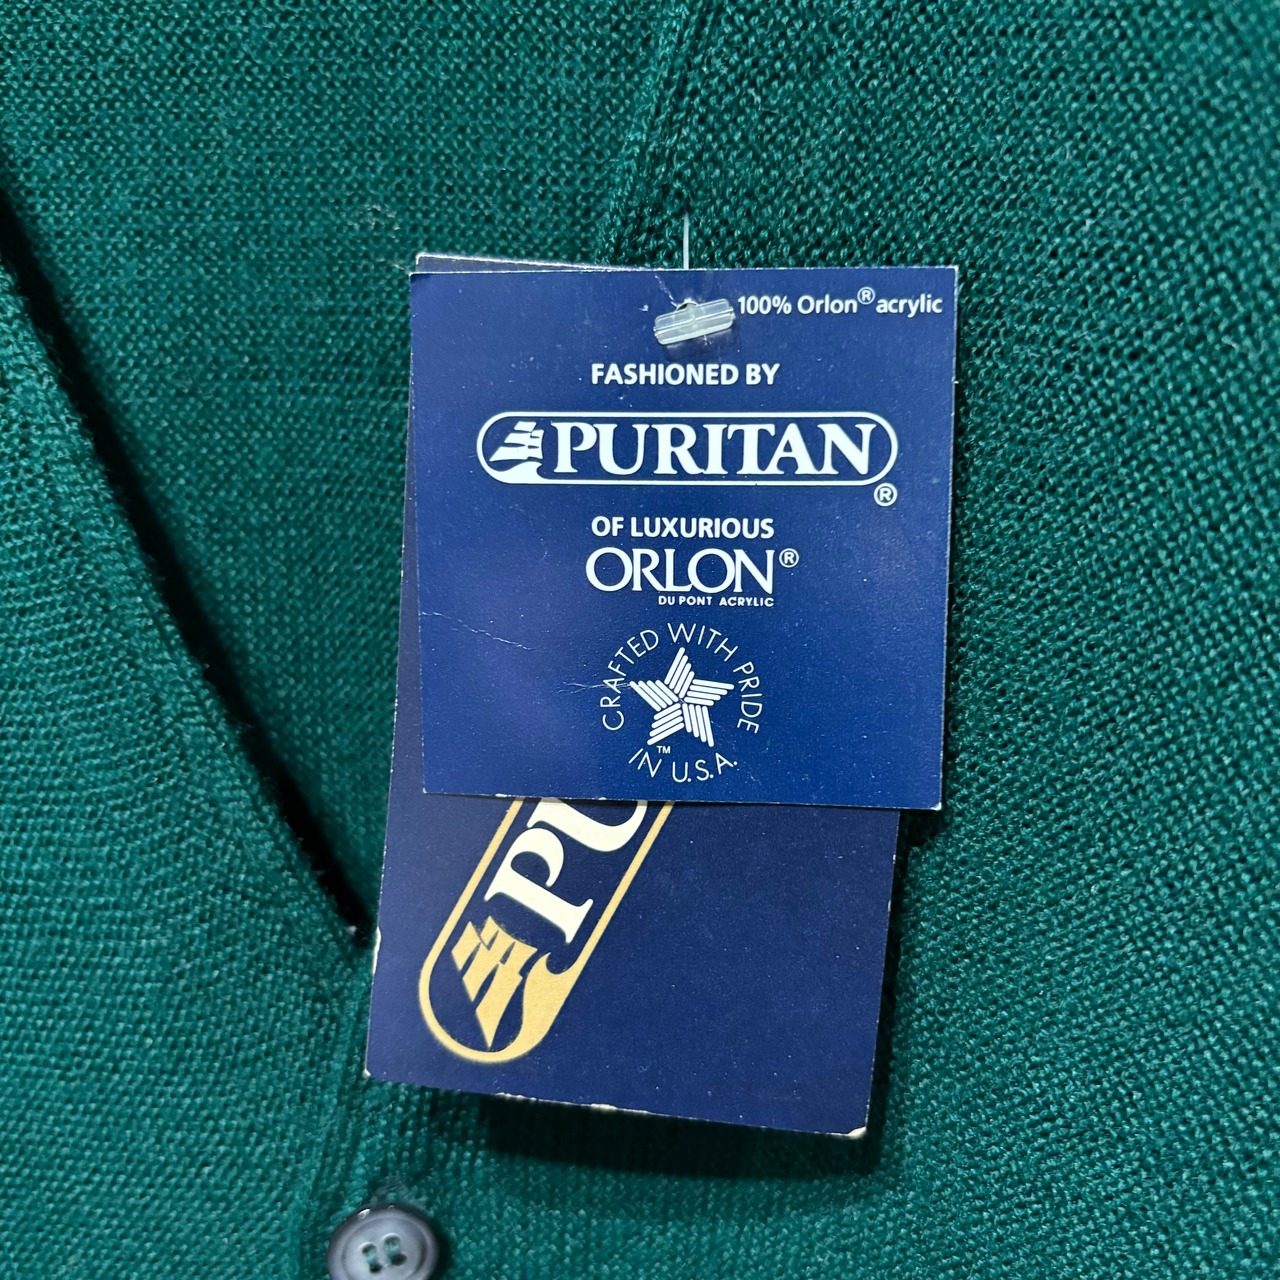 100% Orlon® acrylic
FASHIONED BY
PURITAN
®
OF LUXURIOUS
ORLON®
DU PONT ACRYLIC
CRAFTED WITH PRIDE
IN U.S.A.
™
PU